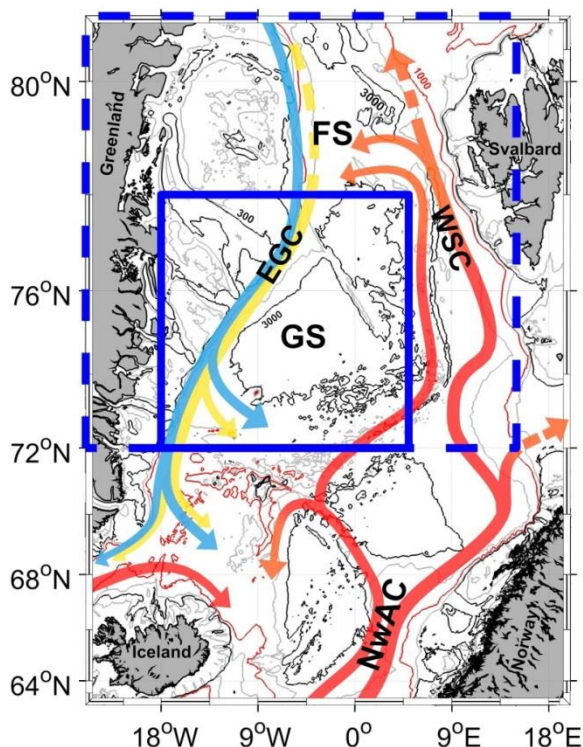 80°N
76°N
72°N
68°N
64°N
18°W
9°W
0°
9°E
18°E
Greenland
Svalbard
Iceland
Norway
FS
GS
EGC
WSC
NwAC
3000
1000
300
3000